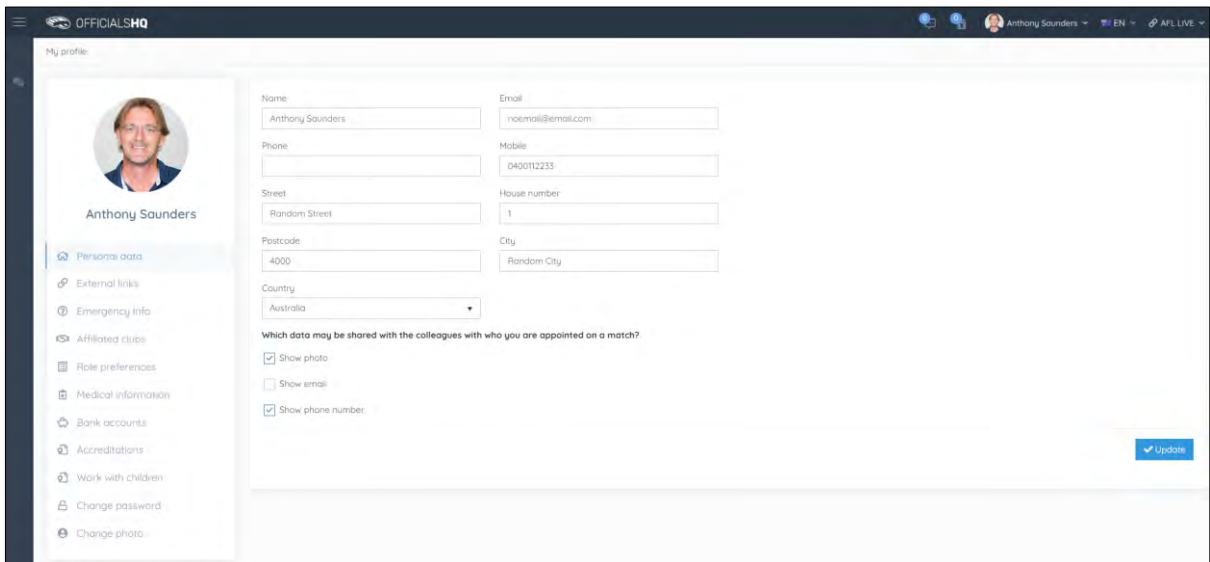 OFFICIALSHQ
0
0
Anthony Saunders
EN
AFL LIVE
My profile
Anthony Saunders
Personal data
External links
Emergency info
Affiliated clubs
Role preferences
Medical information
Bank accounts
Accreditations
Work with children
Change password
Change photo
Name
Email
Anthony Saunders
noemail@email.com
Phone
Mobile
0400112233
Street
House number
Random Street
1
Postcode
City
4000
Random City
Country
Australia
Which data may be shared with the colleagues with who you are appointed on a match?
Show photo
Show email
Show phone number
Update